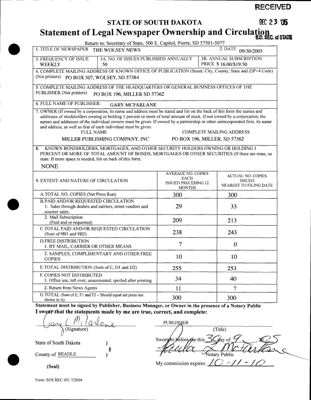 RECEIVED
DEC 23 '05
STATE OF SOUTH DAKOTA
Statement of Legal Newspaper Ownership and Circulation
S.D. SEC. OF STATE
Return to: Secretary of State, 500 E. Capitol, Pierre, SD 57501-5077
1. TITLE OF NEWSPAPER THE WOLSEY NEWS
2. DATE 09/30/2005
3. FREQUENCY OF ISSUE WEEKLY
3A. NO. OF ISSUES PUBLISHED ANNUALLY 50
3B. ANNUAL SUBSCRIPTION PRICE $ 16.00/$19.50
4. COMPLETE MAILING ADDRESS OF KNOWN OFFICE OF PUBLICATION (Street, City, County, State and ZIP+4 Code)
(Not printers) PO BOX 307, WOLSEY, SD 57384
5. COMPLETE MAILING ADDRESS OF THE HEADQUARTERS OR GENERAL BUSINESS OFFICES OF THE
PUBLISHER (Not printers) PO BOX 196, MILLER SD 57362
6. FULL NAME OF PUBLISHER: GARY MCFARLANE
7. OWNER (If owned by a corporation, its name and address must be stated and list on the back of this form the names and
addresses of stockholders owning or holding 1 percent or more of total amount of stock. If not owned by a corporation, the
names and addresses of the individual owners must be given. If owned by a partnership or other unincorporated firm, its name
and address, as well as that of each individual must be given.
FULL NAME
COMPLETE MAILING ADDRESS
MILLER PUBLISHING COMPANY, INC
PO BOX 196, MILLER, SD 57362
8. KNOWN BONDHOLDERS, MORTGAGES, AND OTHER SECURITY HOLDERS OWNING OR HOLDING 1
PERCENT OR MORE OF TOTAL AMOUNT OF BONDS, MORTGAGES OR OTHER SECURITIES (If there are none, so
state. If more space is needed, list on back of this form.
NONE
9. EXTENT AND NATURE OF CIRCULATION
AVERAGE NO. COPIES EACH ISSUED PRECEDING 12 MONTHS
ACTUAL NO. COPIES ISSUED NEAREST TO FILING DATE
A. TOTAL NO. COPIES (Net Press Run) 300 300
B. PAID AND/OR REQUESTED CIRCULATION
1. Sales through dealers and carriers, street vendors and counter sales. 29 33
2. Mail Subscription (Paid and or requested) 209 213
C. TOTAL PAID AND/OR REQUESTED CIRCULATION (Sum of 9B1 and 9B2) 238 243
D. FREE DISTRIBUTION
1. BY MAIL, CARRIER OR OTHER MEANS 7 0
2. SAMPLES, COMPLIMENTARY AND OTHER FREE COPIES 10 10
E. TOTAL DISTRIBUTION (Sum of C, D1 and D2) 255 253
F. COPIES NOT DISTRIBUTED
1. Office use, left over, unaccounted, spoiled after printing 34 40
2. Return from News Agents 11 7
G. TOTAL (Sum of E, F1 and F2 - Should equal net press run shown in A) 300 300
Statement must be signed by Publisher, Business Manager, or Owner in the presence of a Notary Public
I swear that the statements made by me are true, correct, and complete:
Gary L McFarlane
PUBLISHER
(Signature)
(Title)
State of South Dakota )
County of BEADLE )
Notary Public
(Seal)
My commission expires: 10-11-10
Form: SOS REC 051 7/2004